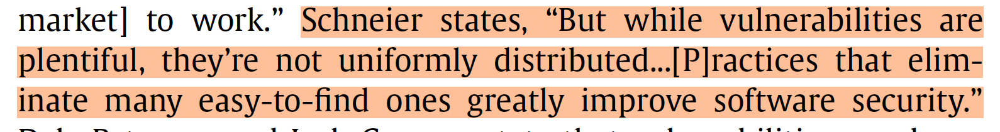 market] to work.” Schneier states, “But while vulnerabilities are
plentiful, they’re not uniformly distributed...[P]ractices that elim-
inate many easy-to-find ones greatly improve software security.”